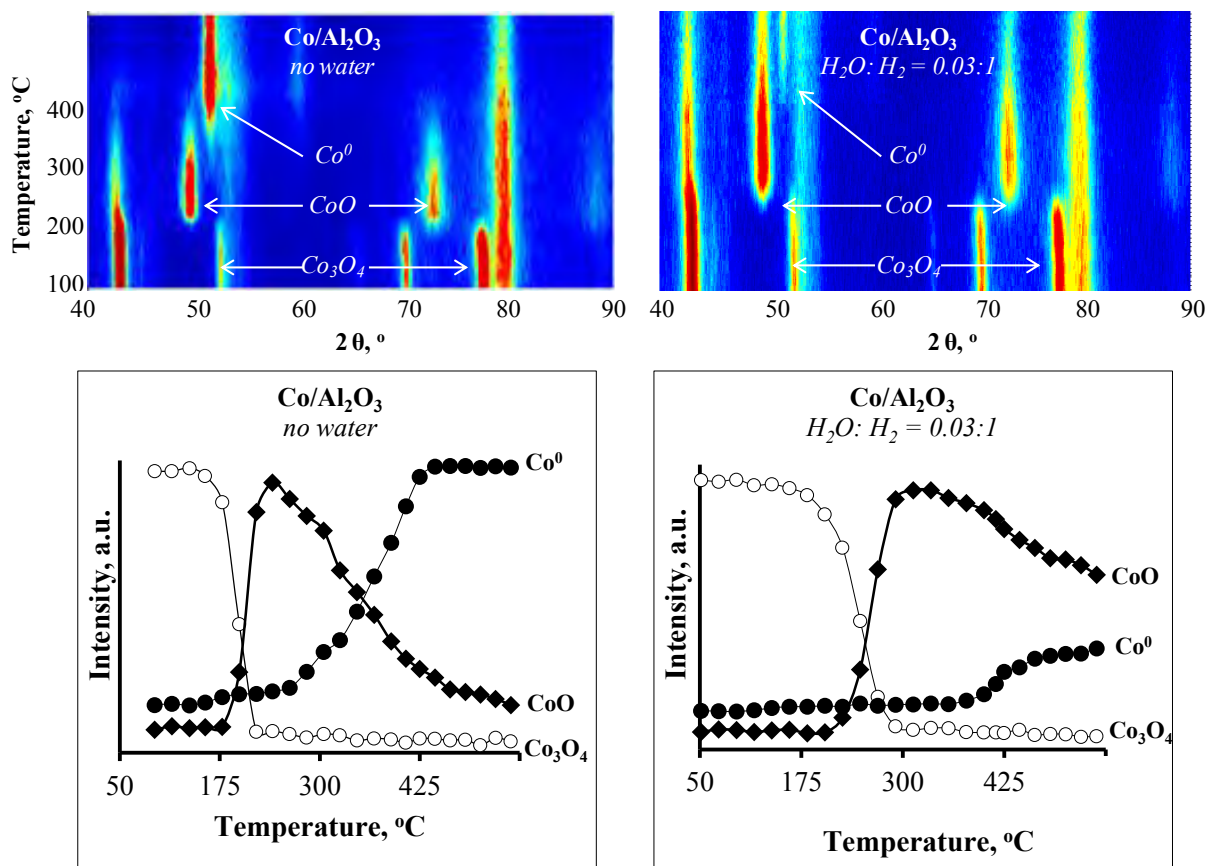 Co/Al₂O₃
no water
Temperature, °C
400
300
200
100
Co⁰
CoO
Co₃O₄
40
50
60
70
80
90
2 θ, °
Co/Al₂O₃
H₂O: H₂ = 0.03:1
Co⁰
CoO
Co₃O₄
40
50
60
70
80
90
2 θ, °
Co/Al₂O₃
no water
Intensity, a.u.
Co⁰
CoO
Co₃O₄
50
175
300
425
Temperature, °C
Co/Al₂O₃
H₂O: H₂ = 0.03:1
Intensity, a.u.
CoO
Co⁰
Co₃O₄
50
175
300
425
Temperature, °C